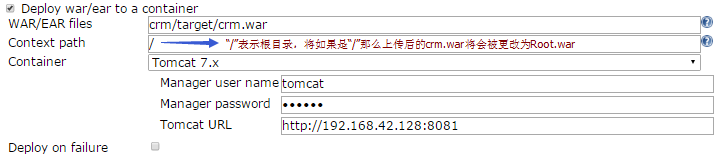 Deploy war/ear to a container
WAR/EAR files crm/target/crm.war
Context path / “/”表示根目录，将如果是“/”那么上传后的crm.war将会被更改为Root.war
Container Tomcat 7.x
Manager user name tomcat
Manager password ••••••
Tomcat URL http://192.168.42.128:8081
Deploy on failure